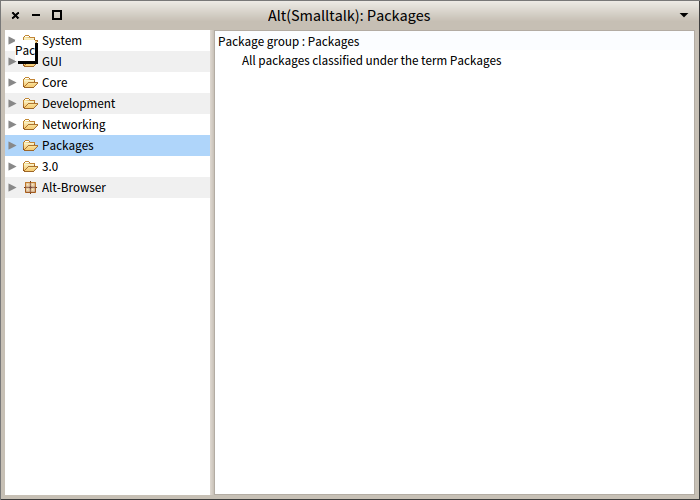 Alt(Smalltalk): Packages
System
Pac
GUI
Core
Development
Networking
Packages
3.0
Alt-Browser
Package group : Packages
All packages classified under the term Packages